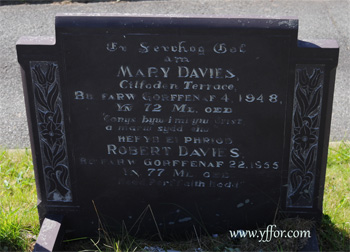 Er Serchog Gof
am
MARY DAVIES,
Cilfoden Terrace,
BU FARW GORFFENAF 4, 1948,
YN 72 ML. OED
HEFYD EI PHRIOD
ROBERT DAVIES
BU FARW GORFFENAF 22, 1955
YN 77 ML. OED
www.yffor.com